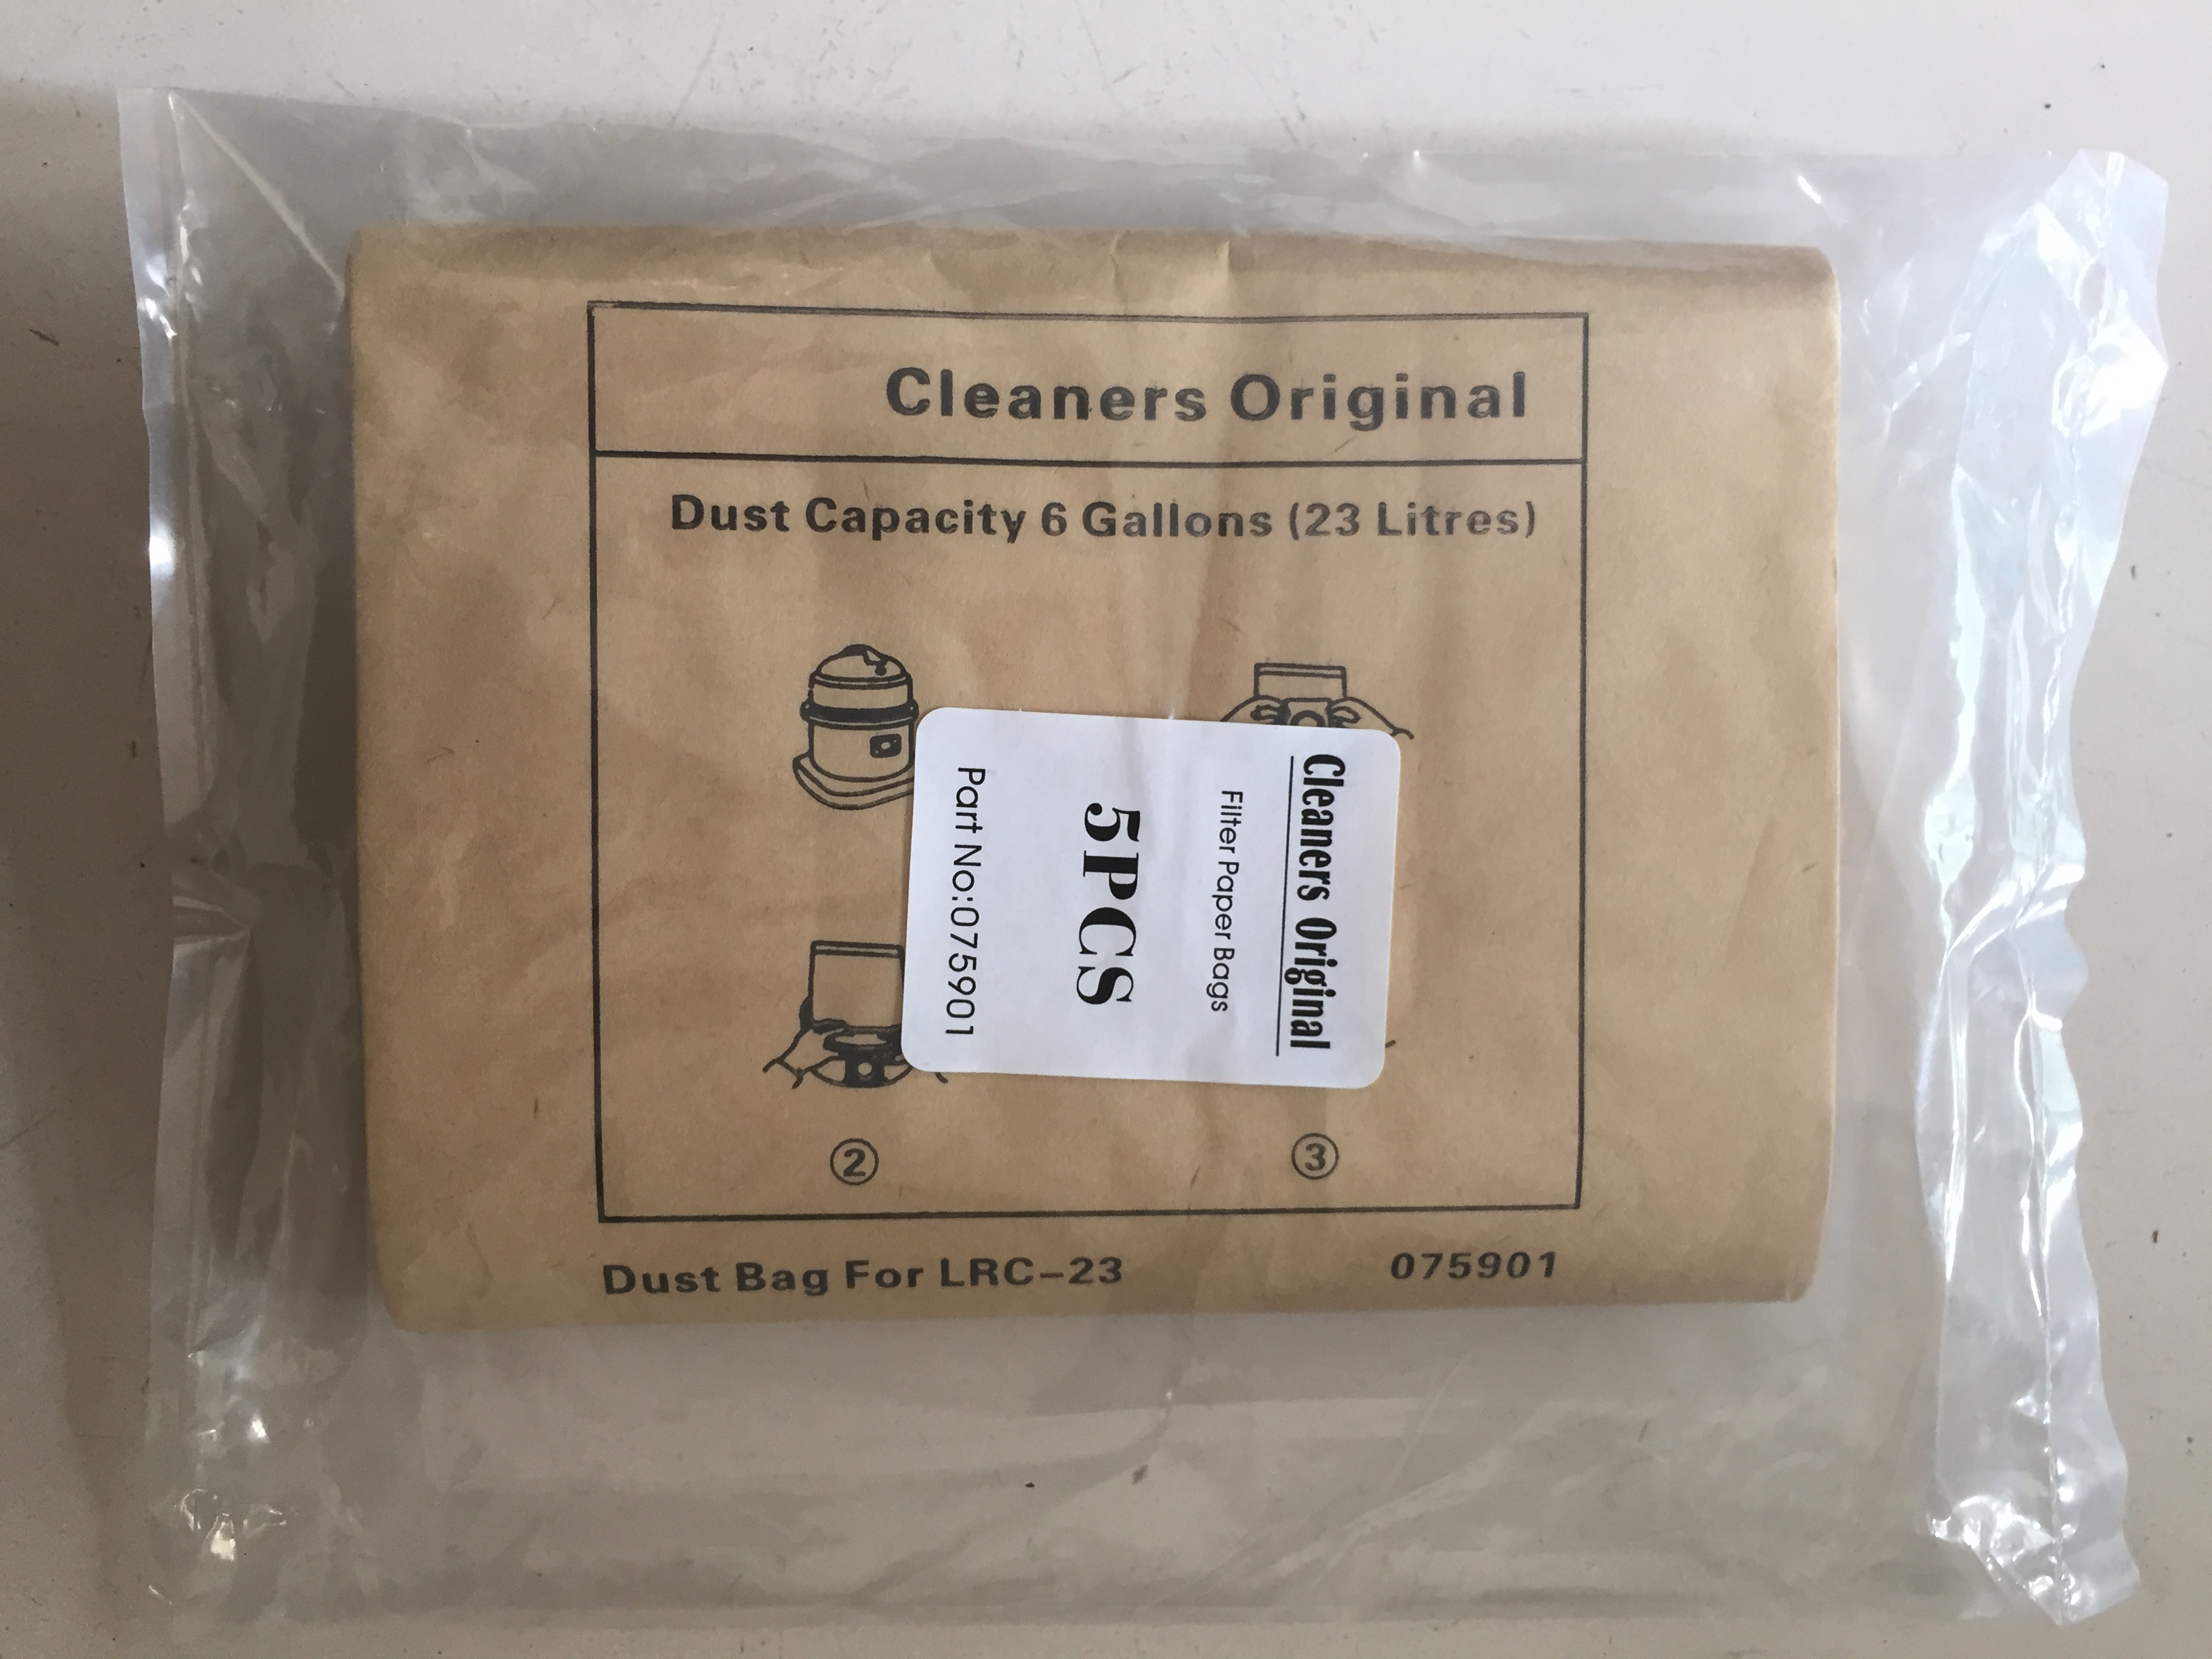 Cleaners Original
Dust Capacity 6 Gallons (23 Litres)
Cleaners Original
Filter Paper Bags
5PCS
Part No:075901
2
3
Dust Bag For LRC-23
075901